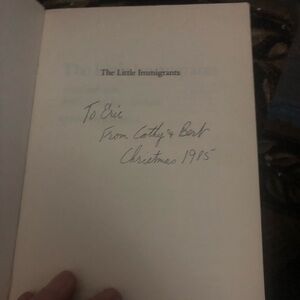 The Little Immigrants
To Eric
From Cathy & Bert
Christmas 1985